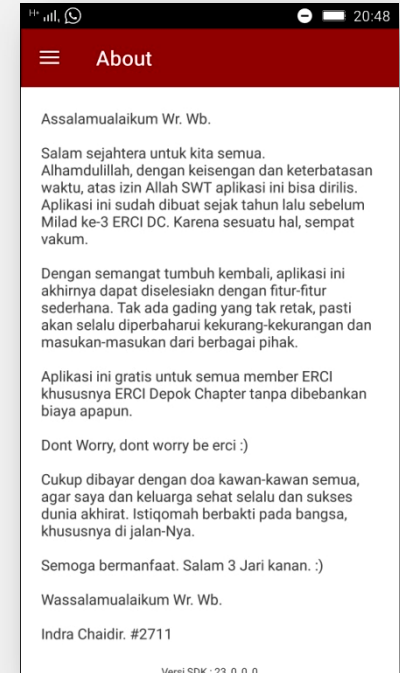 H+ 20:48
About
Assalamualaikum Wr. Wb.
Salam sejahtera untuk kita semua.
Alhamdulillah, dengan keisengan dan keterbatasan
waktu, atas izin Allah SWT aplikasi ini bisa dirilis.
Aplikasi ini sudah dibuat sejak tahun lalu sebelum
Milad ke-3 ERCI DC. Karena sesuatu hal, sempat
vakum.
Dengan semangat tumbuh kembali, aplikasi ini
akhirnya dapat diselesiakn dengan fitur-fitur
sederhana. Tak ada gading yang tak retak, pasti
akan selalu diperbaharui kekurang-kekurangan dan
masukan-masukan dari berbagai pihak.
Aplikasi ini gratis untuk semua member ERCI
khususnya ERCI Depok Chapter tanpa dibebankan
biaya apapun.
Dont Worry, dont worry be erci :)
Cukup dibayar dengan doa kawan-kawan semua,
agar saya dan keluarga sehat selalu dan sukses
dunia akhirat. Istiqomah berbakti pada bangsa,
khususnya di jalan-Nya.
Semoga bermanfaat. Salam 3 Jari kanan. :)
Wassalamualaikum Wr. Wb.
Indra Chaidir. #2711
Versi SDK : 23. 0. 0. 0